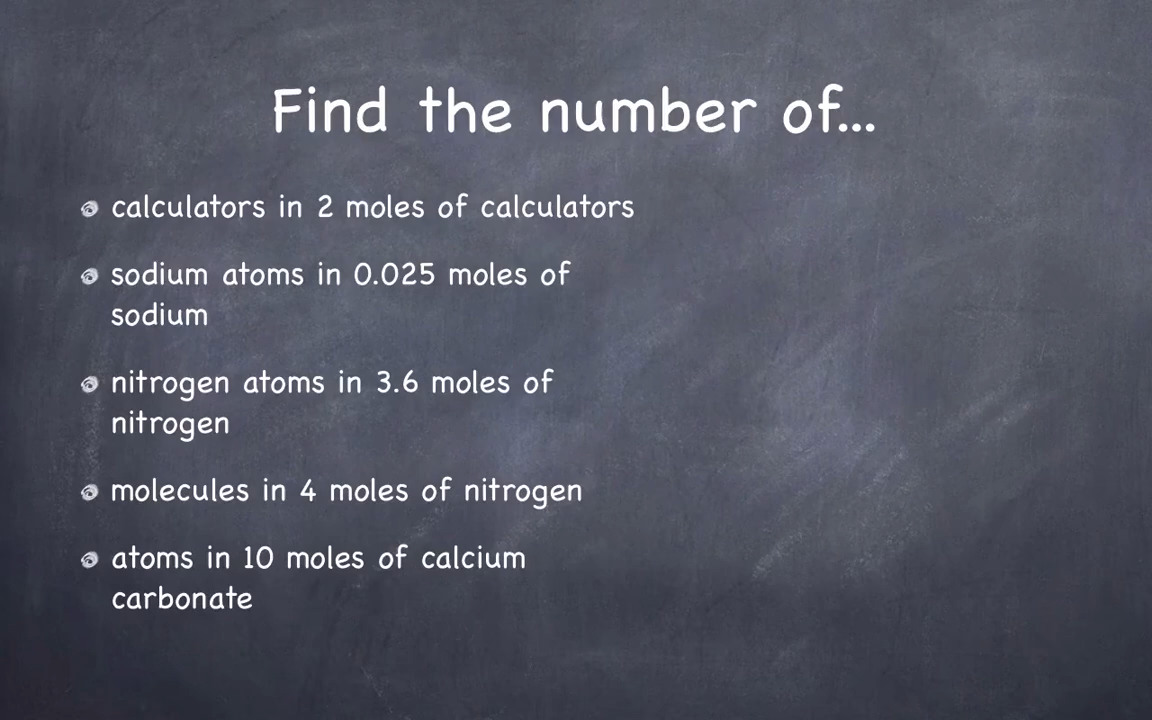 Find the number of...
calculators in 2 moles of calculators
sodium atoms in 0.025 moles of
sodium
nitrogen atoms in 3.6 moles of
nitrogen
molecules in 4 moles of nitrogen
atoms in 10 moles of calcium
carbonate